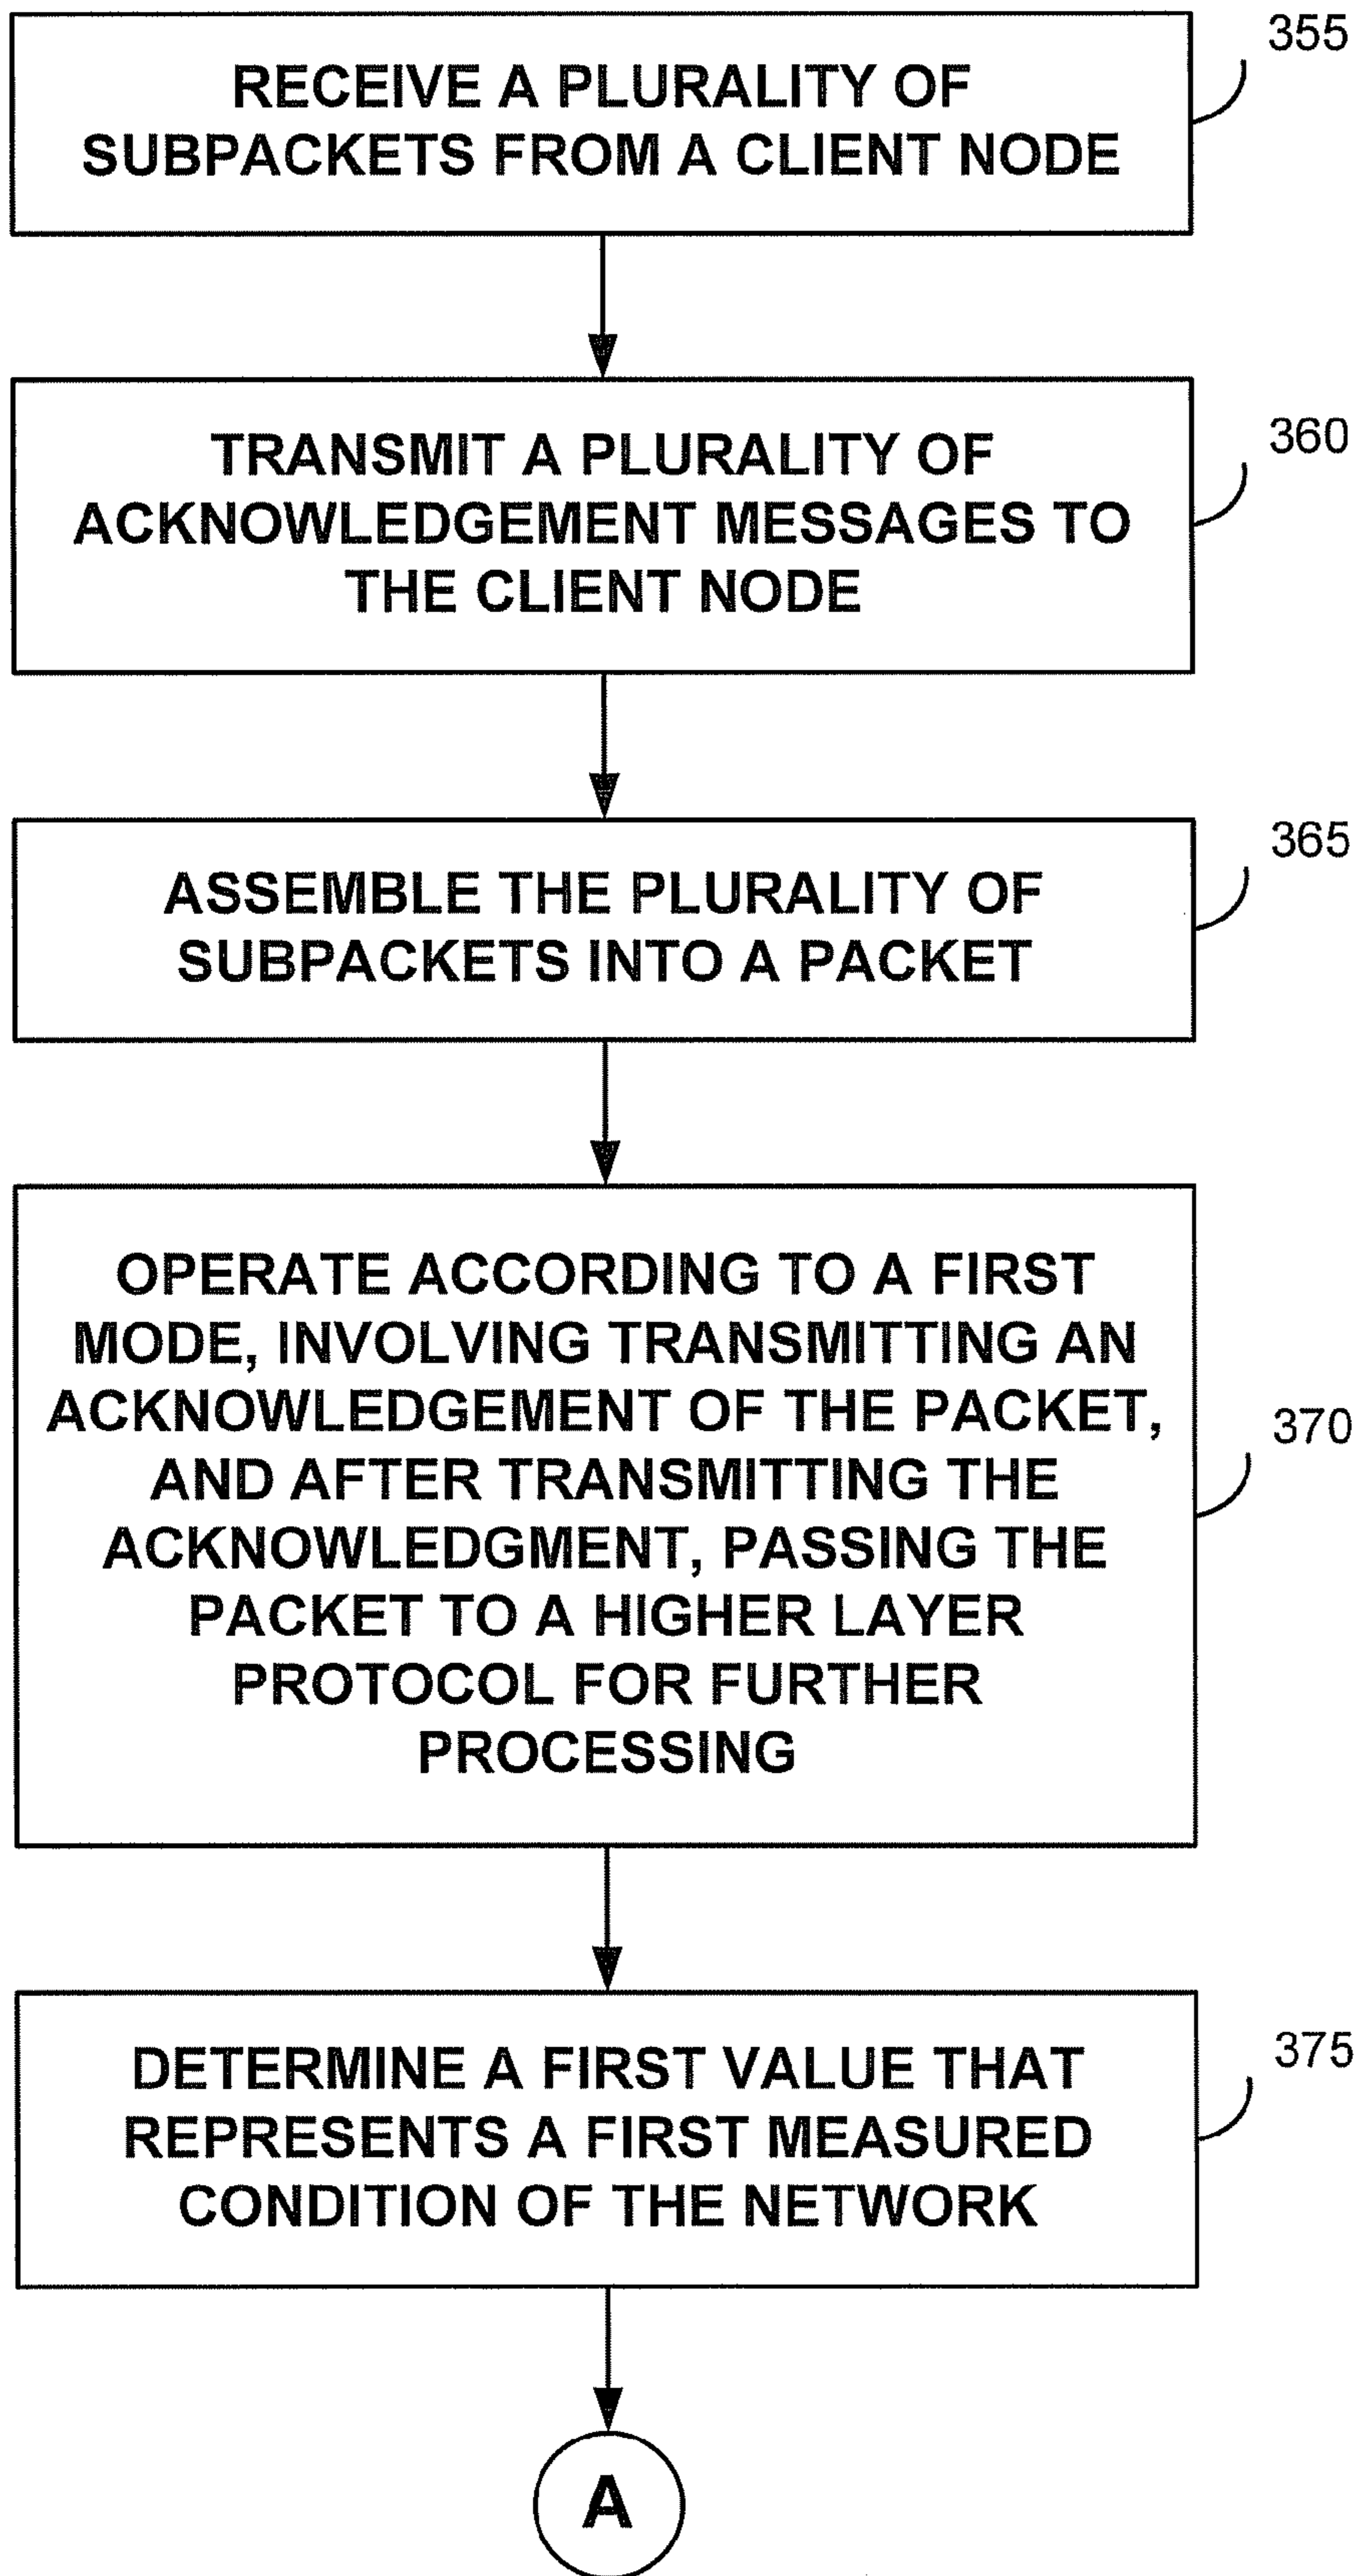 355
RECEIVE A PLURALITY OF
SUBPACKETS FROM A CLIENT NODE
360
TRANSMIT A PLURALITY OF
ACKNOWLEDGEMENT MESSAGES TO
THE CLIENT NODE
365
ASSEMBLE THE PLURALITY OF
SUBPACKETS INTO A PACKET
OPERATE ACCORDING TO A FIRST
MODE, INVOLVING TRANSMITTING AN
ACKNOWLEDGEMENT OF THE PACKET,
370
AND AFTER TRANSMITTING THE
ACKNOWLEDGMENT, PASSING THE
PACKET TO A HIGHER LAYER
PROTOCOL FOR FURTHER
PROCESSING
375
DETERMINE A FIRST VALUE THAT
REPRESENTS A FIRST MEASURED
CONDITION OF THE NETWORK
A